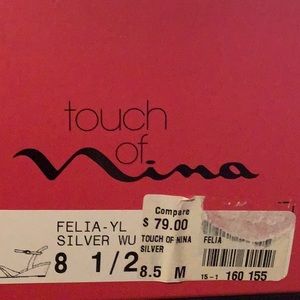 touch
of
Nina
FELIA-YL
SILVER WU
8 1/2
Compare
$ 79.00
TOUCH OF NINA
SILVER
8.5 M
FELIA
15-1 160 155